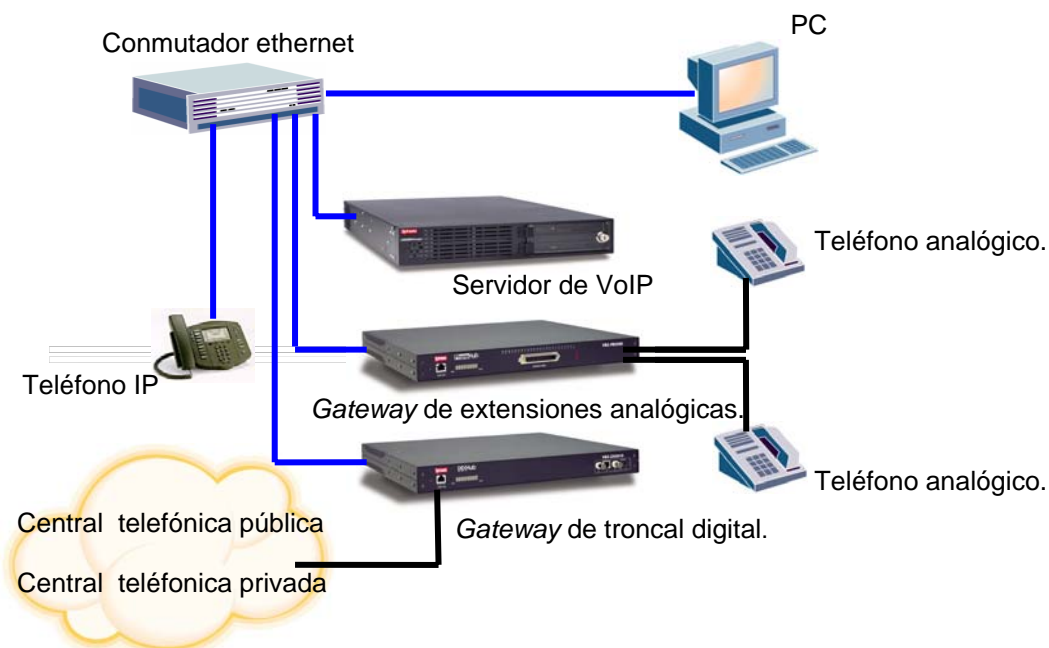 PC
Conmutador ethernet
Teléfono analógico.
Servidor de VoIP
Teléfono IP
Gateway de extensiones analógicas.
Teléfono analógico.
Central telefónica pública
Gateway de troncal digital.
Central teléfonica privada